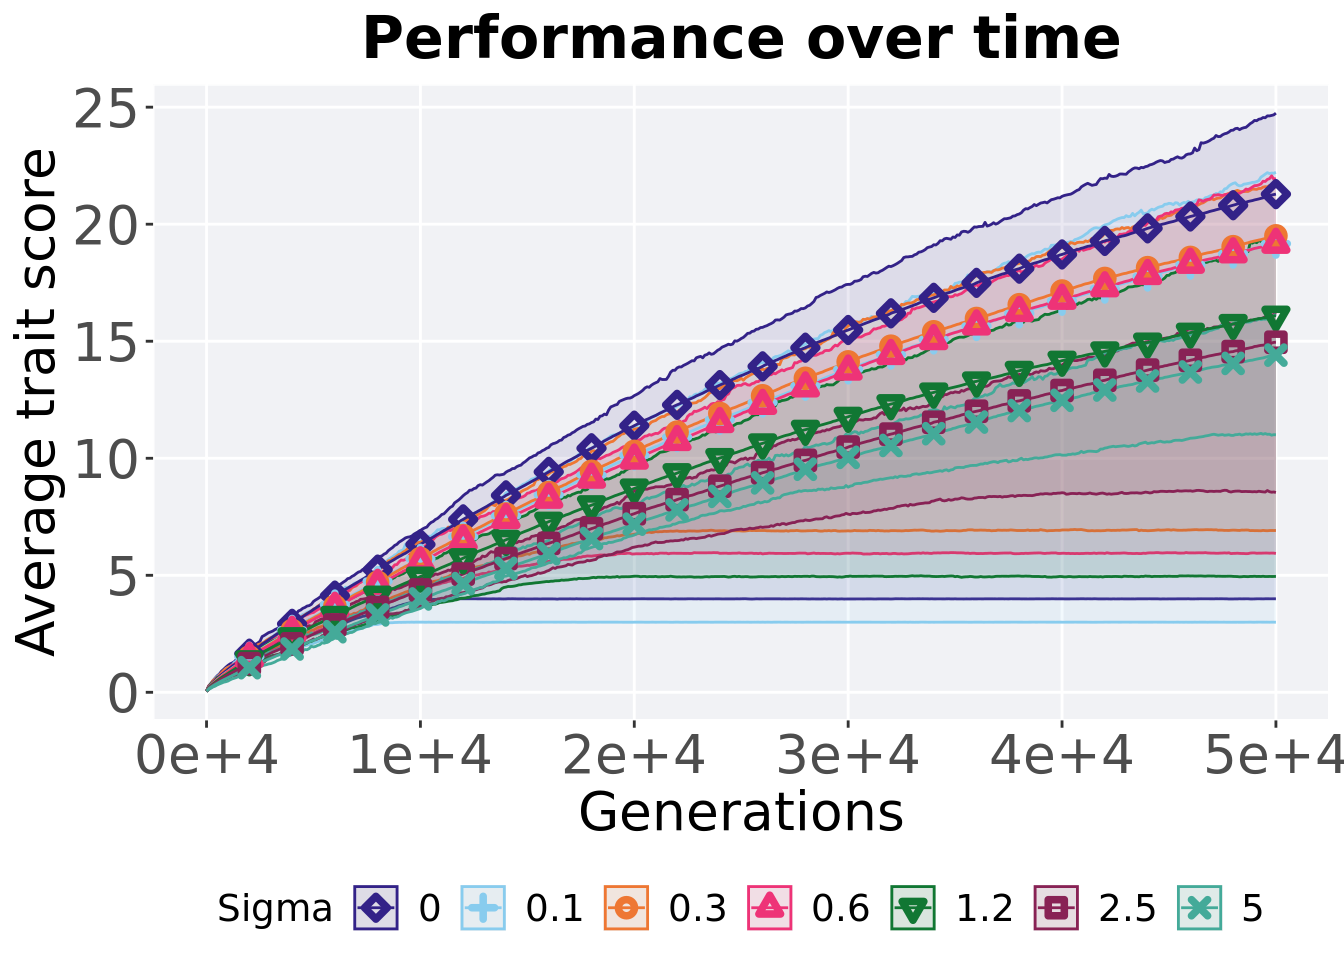 Performance over time
Average trait score
25
20
15
10
5
0
0e+4 1e+4 2e+4 3e+4 4e+4 5e+4
Generations
Sigma 0 0.1 0.3 0.6 1.2 2.5 5